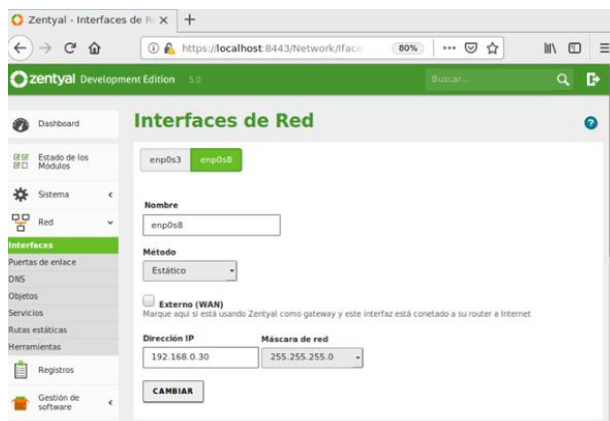 Zentyal - Interfaces de R
https://localhost:8443/Network/Iface
80%
zentyal Development Edition 5.0
Buscar...
Dashboard
Estado de los Módulos
Sistema
Red
Interfaces
Puertas de enlace
DNS
Objetos
Servicios
Rutas estáticas
Herramientas
Registros
Gestión de software
Interfaces de Red
enp0s3 enp0s8
Nombre
enp0s8
Método
Estático
Externo (WAN)
Marque aquí si está usando Zentyal como gateway y este interfaz está conetado a su router a Internet
Dirección IP Máscara de red
192.168.0.30 255.255.255.0
CAMBIAR